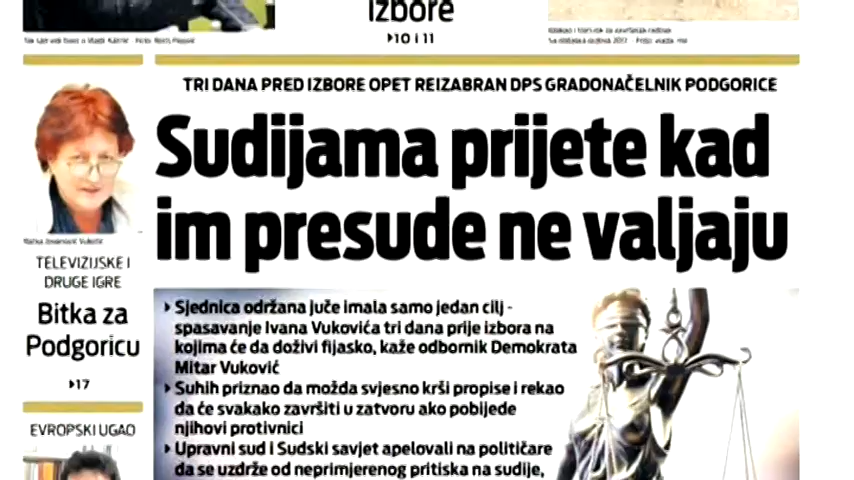 izbore
10 i 11
TRI DANA PRED IZBORE OPET REIZABRAN DPS GRADONAČELNIK PODGORICE
Sudijama prijete kad
im presude ne valjaju
TELEVIZIJSKE I
DRUGE IGRE
Bitka za
Podgoricu
17
EVROPSKI UGAO
Sjednica održana juče imala samo jedan cilj -
spasavanje Ivana Vukovića tri dana prije izbora na
kojima će da doživi fijasko, kaže odbornik Demokrata
Mitar Vuković
Suhih priznao da možda svjesno krši propise i rekao
da će svakako završiti u zatvoru ako pobijede
njihovi protivnici
Upravni sud i Sudski savjet apelovali na političare
da se uzdrže od neprimjerenog pritiska na sudije,